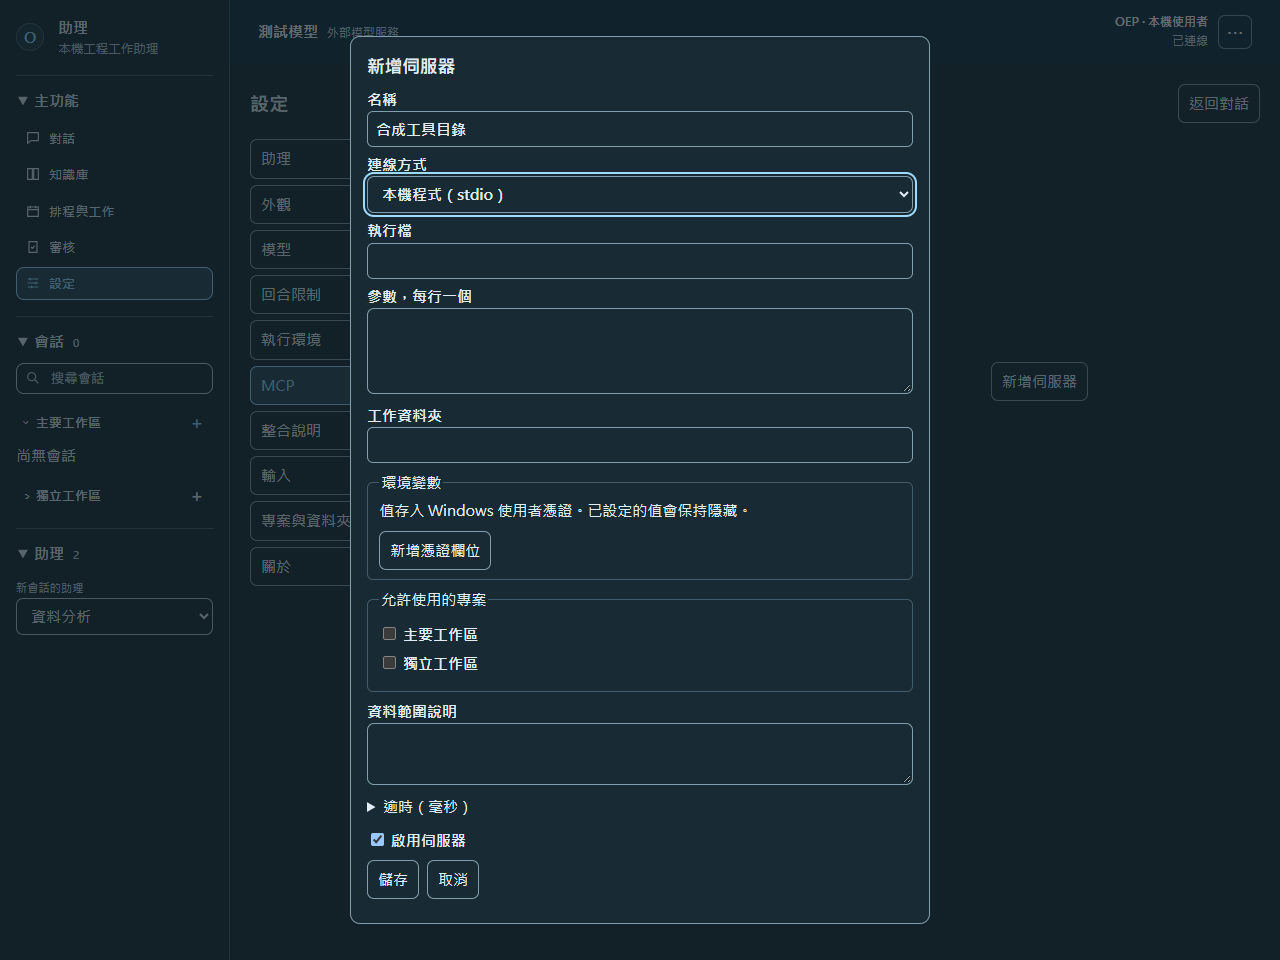 O
助理
本機工程工作助理
主功能
對話
知識庫
排程與工作
審核
設定
會話 0
搜尋會話
主要工作區 +
尚無會話
獨立工作區 +
助理 2
新會話的助理
資料分析
測試模型 外部模型服務
OEP · 本機使用者
已連線
...
設定
返回對話
助理
外觀
模型
回合限制
執行環境
MCP
整合說明
輸入
專案與資料夾
關於
新增伺服器
新增伺服器
名稱
合成工具目錄
連線方式
本機程式（stdio）
執行檔
參數，每行一個
工作資料夾
環境變數
值存入 Windows 使用者憑證。已設定的值會保持隱藏。
新增憑證欄位
允許使用的專案
主要工作區
獨立工作區
資料範圍說明
逾時（毫秒）
啟用伺服器
儲存
取消